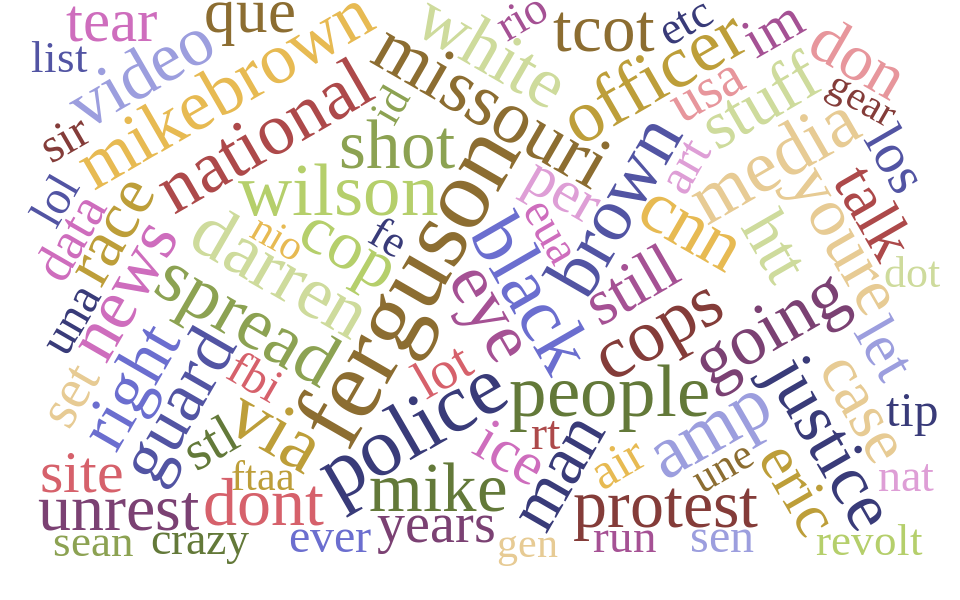 que
tear
rio
etc
tcot
im
list
video
white
officer
don
mikebrown
missouri
usa
stuff
gear
sir
national
id
shot
los
lol
wilson
per
brown
art
media
talk
data
race
nio
fe
eua
cnn
htt
youre
darren
cop
black
still
dot
una
news
spread
ferguson
eye
cops
going
let
set
right
guard
fbi
lot
people
justice
case
tip
stl
via
police
rt
man
amp
site
ftaa
ice
air
une
eric
nat
unrest
dont
mike
protest
sean
crazy
ever
years
gen
run
sen
revolt